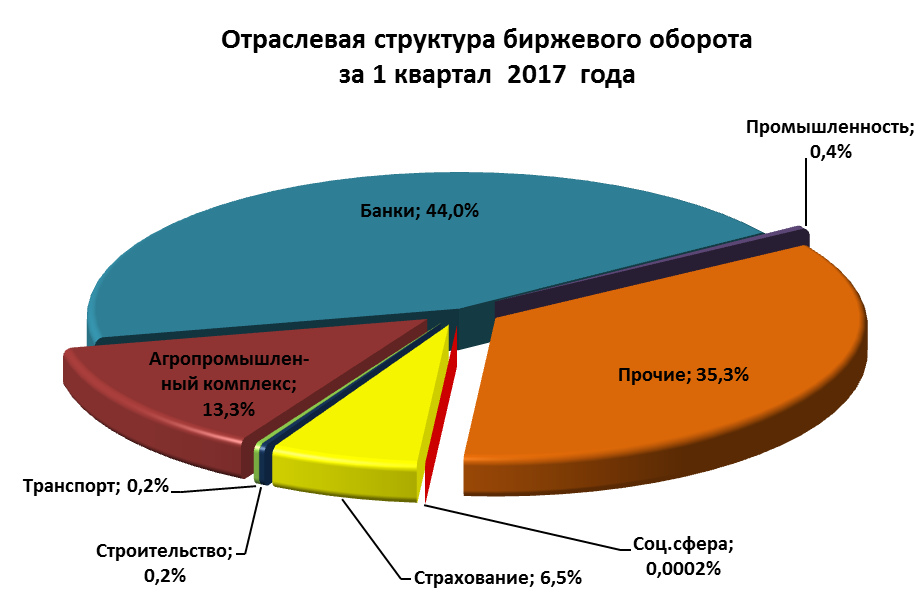 Отраслевая структура биржевого оборота
за 1 квартал 2017 года
Промышленность;
0,4%
Банки; 44,0%
Агропромышлен-
ный комплекс;
13,3%
Прочие; 35,3%
Транспорт; 0,2%
Строительство;
0,2%
Страхование; 6,5%
Соц.сфера;
0,0002%